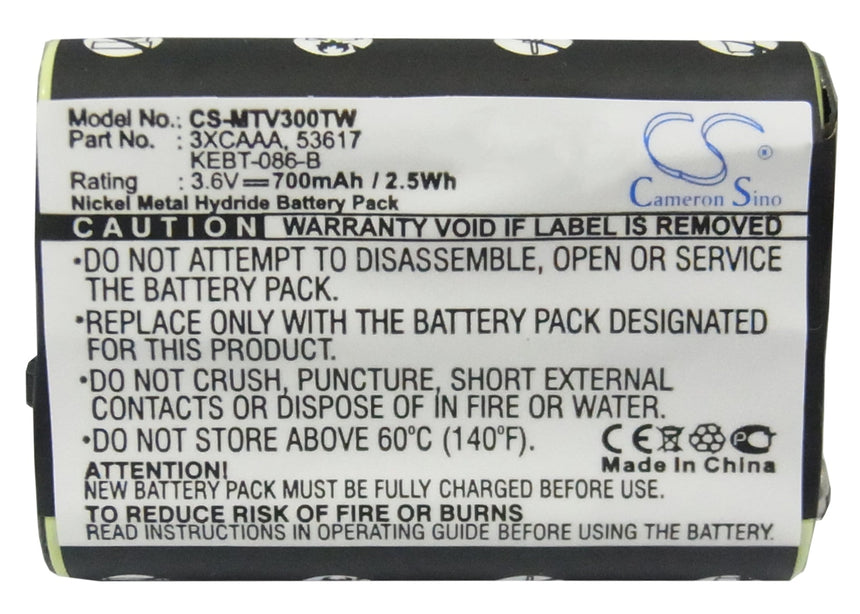 Model No.: CS-MTV300TW
Part No. : 3XCAAA, 53617
KEBT-086-B
Rating : 3.6V⎓700mAh / 2.5Wh
Nickel Metal Hydride Battery Pack
CS
Cameron Sino
CAUTION WARRANTY VOID IF LABEL IS REMOVED
•DO NOT ATTEMPT TO DISASSEMBLE, OPEN OR SERVICE
THE BATTERY PACK.
•REPLACE ONLY WITH THE BATTERY PACK DESIGNATED
FOR THIS PRODUCT.
•DO NOT CRUSH, PUNCTURE, SHORT EXTERNAL
CONTACTS OR DISPOSE OF IN FIRE OR WATER.
•DO NOT STORE ABOVE 60°C (140°F).
CE PC
Made In China
ATTENTION!
NEW BATTERY PACK MUST BE FULLY CHARGED BEFORE USE.
TO REDUCE RISK OF FIRE OR BURNS
READ INSTRUCTIONS IN OPERATING GUIDE BEFORE USING THE BATTERY.